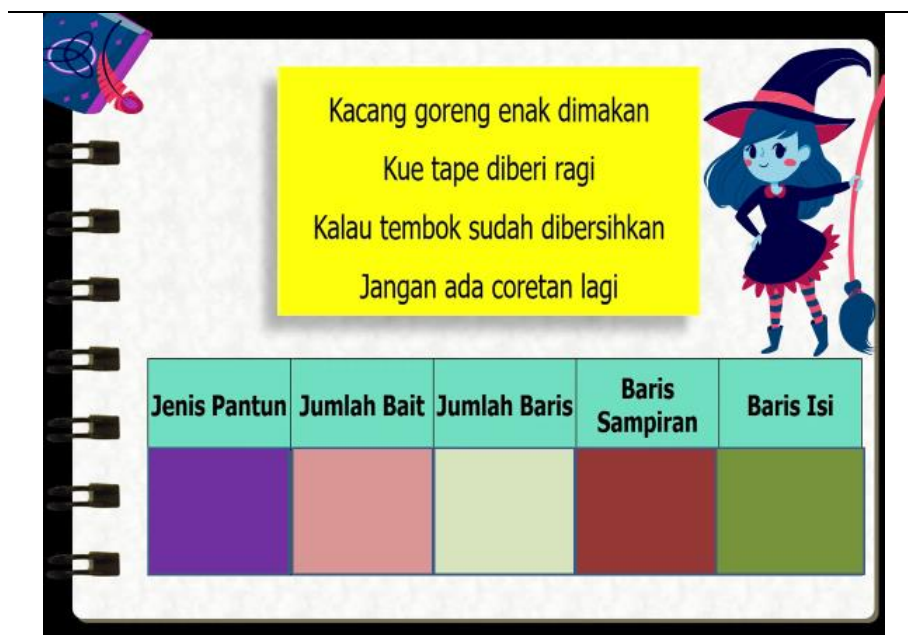 Kacang goreng enak dimakan
Kue tape diberi ragi
Kalau tembok sudah dibersihkan
Jangan ada coretan lagi
Jenis Pantun Jumlah Bait Jumlah Baris Baris Sampiran Baris Isi